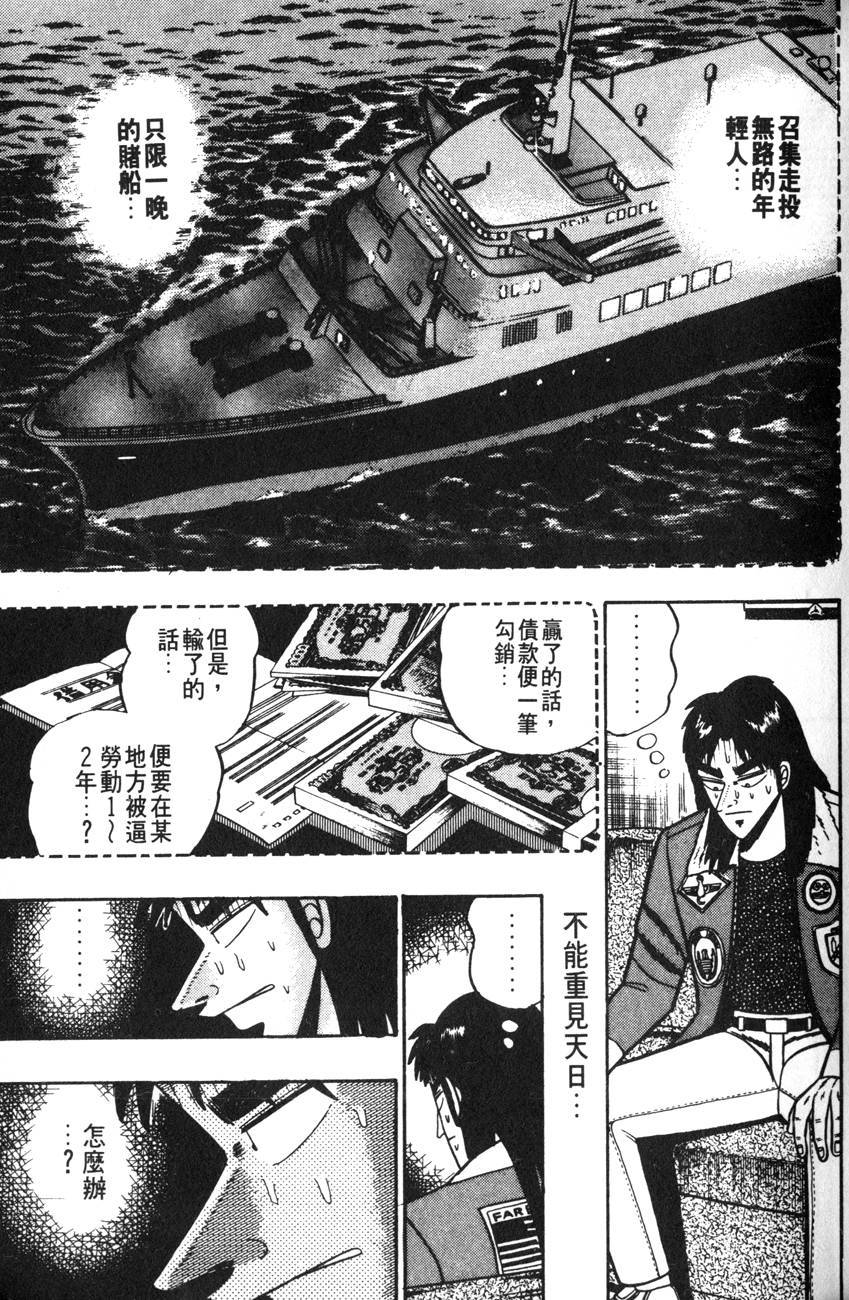 召集走投
無路的年
輕人…
只限一晚
的賭船…
………
贏了的話，
債款便一筆
勾銷…
但是，
輸了的
話…
便要在某
地方被逼
勞動1～
2年…？
不能重見天日…
………
FAR
………
怎麼辦
…？